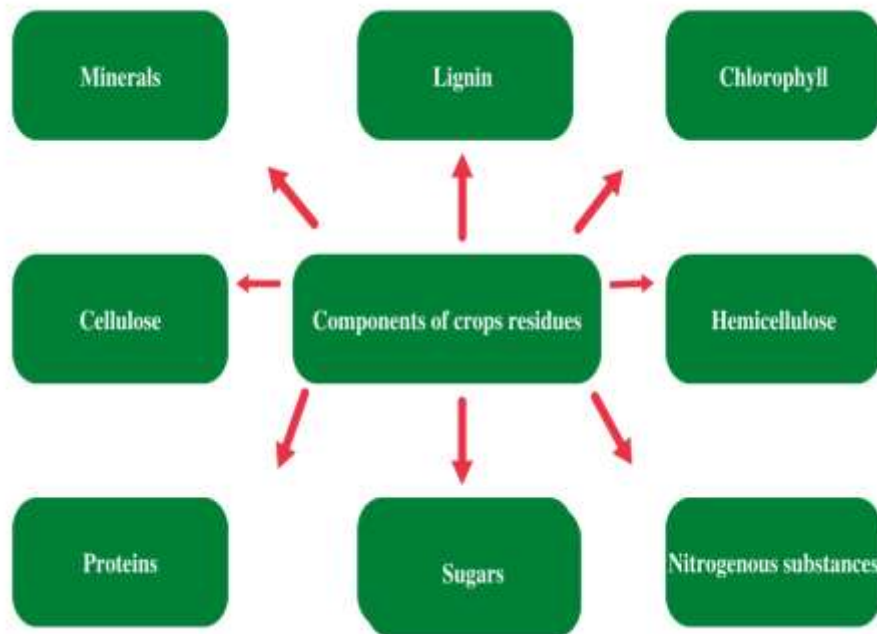 Minerals
Lignin
Chlorophyll
Cellulose
Components of crops residues
Hemicellulose
Proteins
Sugars
Nitrogenous substances